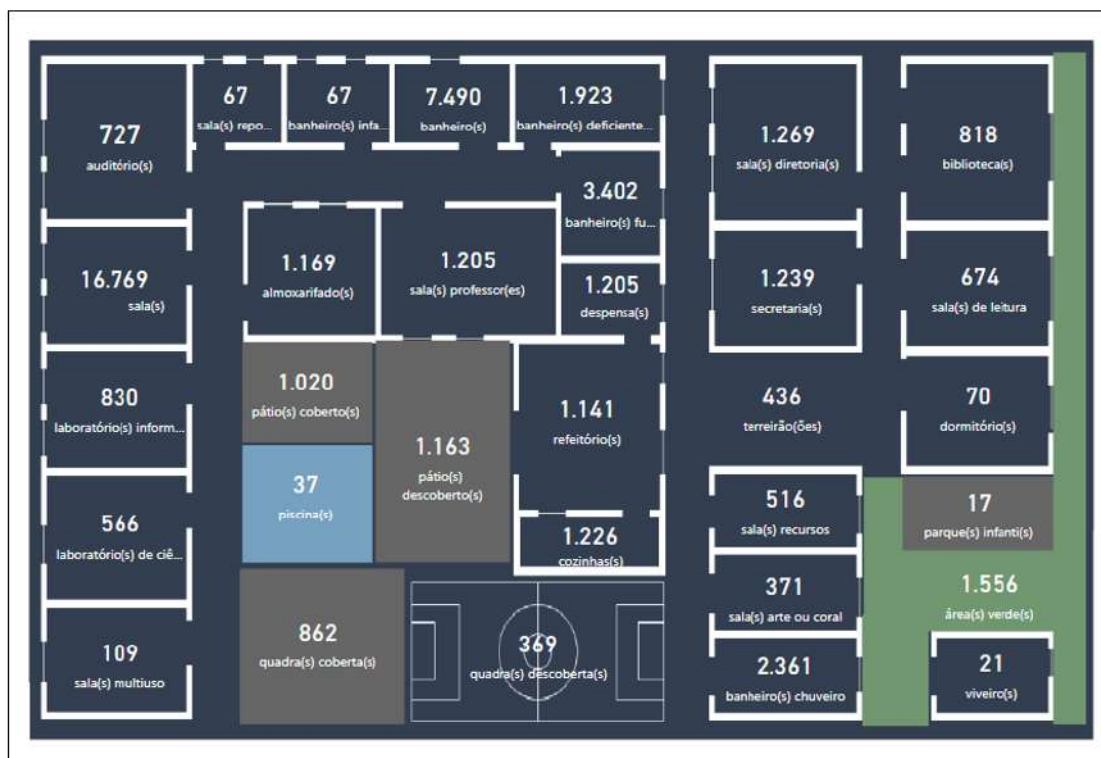 727
auditório(s)
67
sala(s) repo...
67
banheiro(s) infa...
7.490
banheiro(s)
1.923
banheiro(s) deficiente...
3.402
banheiro(s) fu...
1.169
almoxarifado(s)
1.205
sala(s) professor(es)
1.205
despensa(s)
16.769
sala(s)
830
laboratório(s) inform...
566
laboratório(s) de ciê...
109
sala(s) multiuso
1.020
pátio(s) coberto(s)
37
piscina(s)
1.163
pátio(s)
descoberto(s)
1.141
refeitório(s)
1.226
cozinhas(s)
862
quadra(s) coberta(s)
369
quadra(s) descoberta(s)
1.269
sala(s) diretoria(s)
818
biblioteca(s)
1.239
secretaria(s)
674
sala(s) de leitura
436
terreirão(ões)
70
dormitório(s)
516
sala(s) recursos
17
parque(s) infanti(s)
371
sala(s) arte ou coral
1.556
área(s) verde(s)
2.361
banheiro(s) chuveiro
21
viveiro(s)